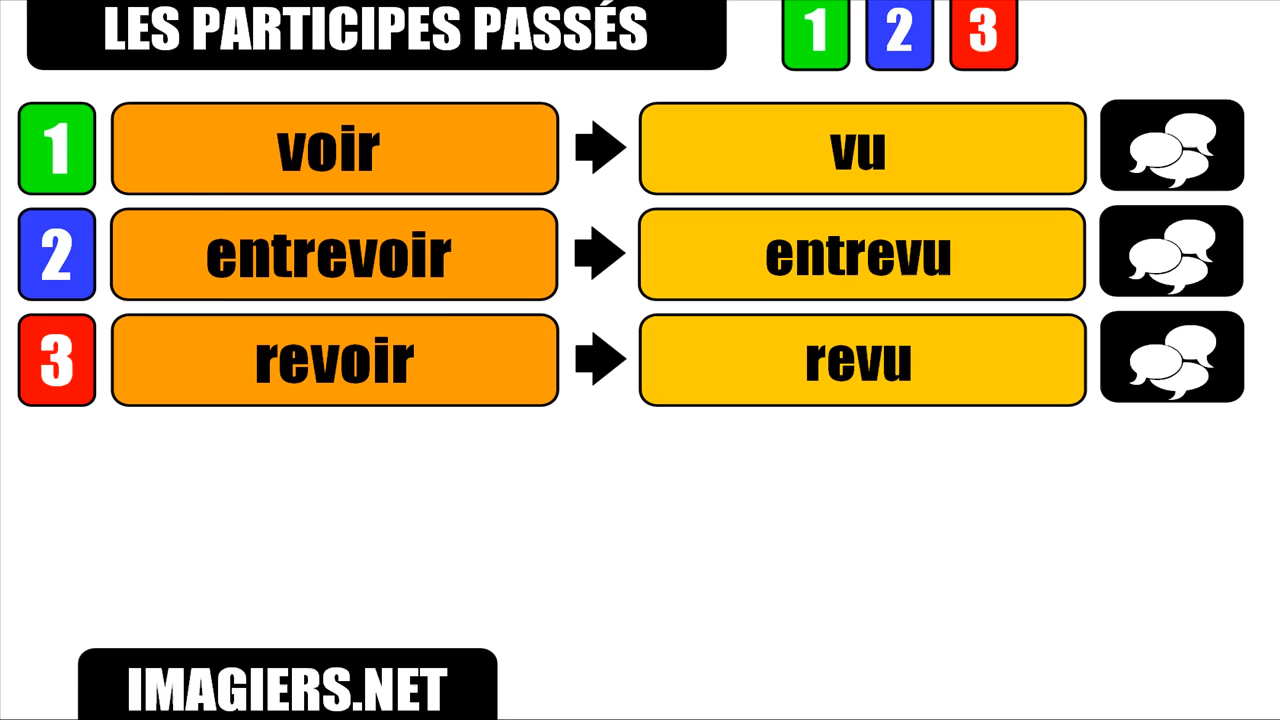 LES PARTICIPES PASSÉS 1 2 3
1 voir vu
2 entrevoir entrevu
3 revoir revu
IMAGIERS.NET